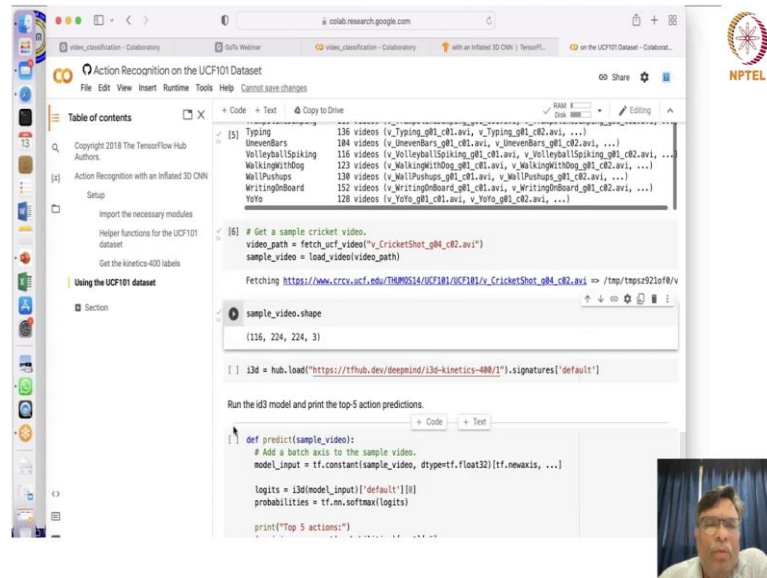 colab.research.google.com
video_classification - Colaboratory
GoTo Webinar
video_classification - Colaboratory
with an Inflated 3D CNN | TensorFl...
on the UCF101 Dataset - Colaborat...
NPTEL
CO
Action Recognition on the UCF101 Dataset
File Edit View Insert Runtime Tools Help Cannot save changes
Share
Table of contents
+ Code + Text Copy to Drive
RAM
Disk
Editing
Copyright 2018 The TensorFlow Hub
Authors.
Action Recognition with an Inflated 3D CNN
Setup
Import the necessary modules
Helper functions for the UCF101
dataset
Get the kinetics-400 labels
Using the UCF101 dataset
Section
13
{x}
[5] Typing 136 videos (v_Typing_g01_c01.avi, v_Typing_g01_c02.avi, ...)
UnevenBars 104 videos (v_UnevenBars_g01_c01.avi, v_UnevenBars_g01_c02.avi, ...)
VolleyballSpiking 116 videos (v_VolleyballSpiking_g01_c01.avi, v_VolleyballSpiking_g01_c02.avi, ...)
WalkingWithDog 123 videos (v_WalkingWithDog_g01_c01.avi, v_WalkingWithDog_g01_c02.avi, ...)
WallPushups 130 videos (v_WallPushups_g01_c01.avi, v_WallPushups_g01_c02.avi, ...)
WritingOnBoard 152 videos (v_WritingOnBoard_g01_c01.avi, v_WritingOnBoard_g01_c02.avi, ...)
YoYo 128 videos (v_YoYo_g01_c01.avi, v_YoYo_g01_c02.avi, ...)
[6] # Get a sample cricket video.
video_path = fetch_ucf_video("v_CricketShot_g04_c02.avi")
sample_video = load_video(video_path)
Fetching https://www.crcv.ucf.edu/THUMOS14/UCF101/UCF101/v_CricketShot_g04_c02.avi => /tmp/tmpsz921of0/v
sample_video.shape
(116, 224, 224, 3)
[ ] i3d = hub.load("https://tfhub.dev/deepmind/i3d-kinetics-400/1").signatures['default']
Run the id3 model and print the top-5 action predictions.
+ Code + Text
[ ] def predict(sample_video):
# Add a batch axis to the sample video.
model_input = tf.constant(sample_video, dtype=tf.float32)[tf.newaxis, ...]
logits = i3d(model_input)['default'][0]
probabilities = tf.nn.softmax(logits)
print("Top 5 actions:")